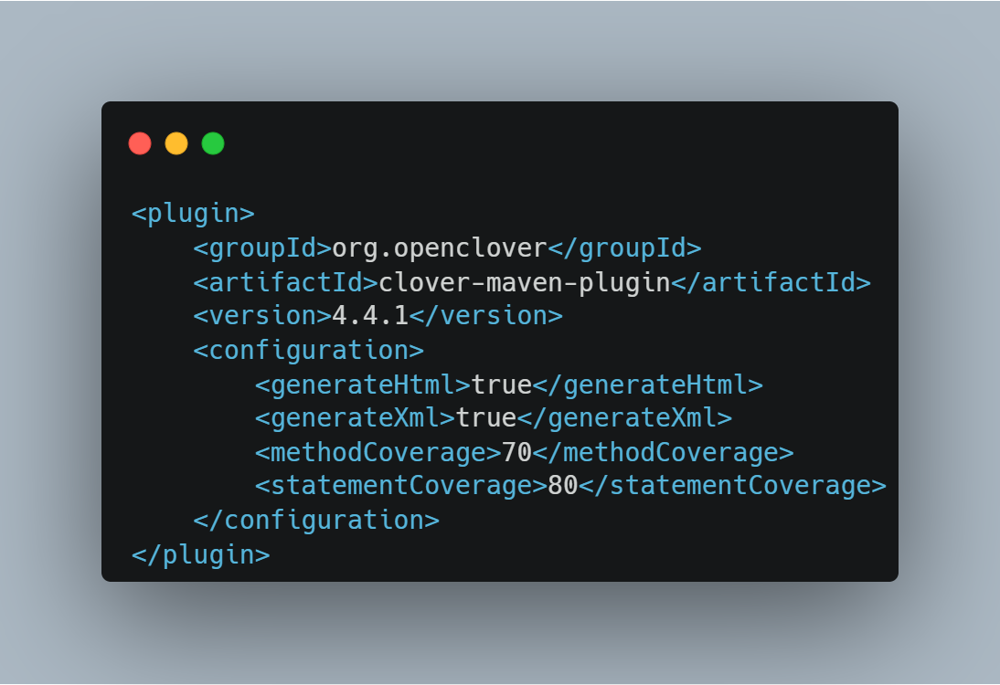 <plugin>
    <groupId>org.openclover</groupId>
    <artifactId>clover-maven-plugin</artifactId>
    <version>4.4.1</version>
    <configuration>
        <generateHtml>true</generateHtml>
        <generateXml>true</generateXml>
        <methodCoverage>70</methodCoverage>
        <statementCoverage>80</statementCoverage>
    </configuration>
</plugin>